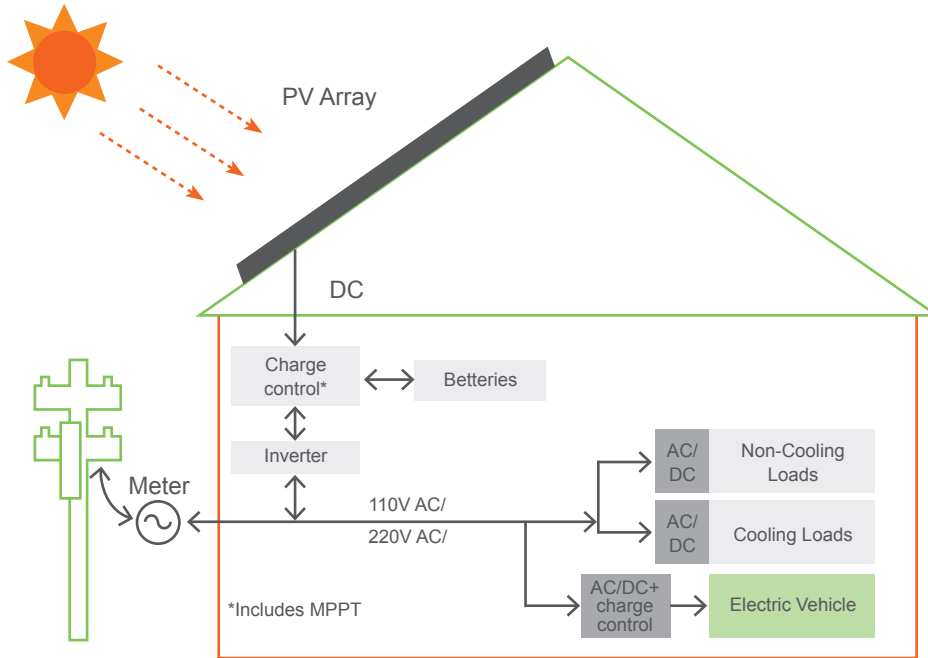 PV Array
DC
Charge
control*
Betteries
Inverter
Meter
110V AC/
220V AC/
AC/
DC
Non-Cooling
Loads
AC/
DC
Cooling Loads
*Includes MPPT
AC/DC+
charge
control
Electric Vehicle